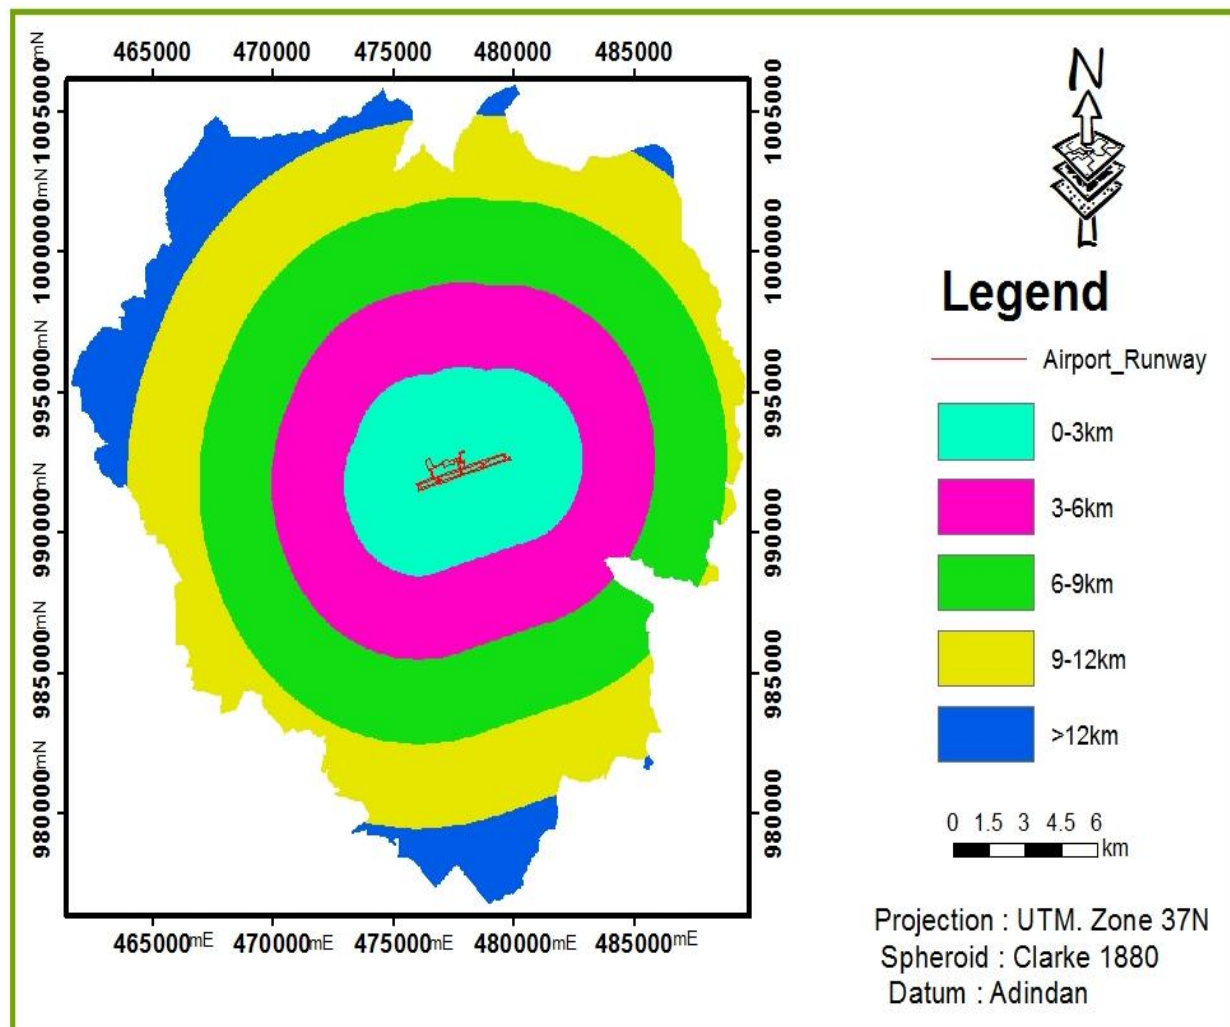 465000 470000 475000 480000 485000
1005000mN
1000000mN
995000mN
990000mN
985000mN
980000mN
1005000
1000000
995000
990000
985000
980000
465000mE 470000mE 475000mE 480000mE 485000mE
N
Legend
Airport_Runway
0-3km
3-6km
6-9km
9-12km
>12km
0 1.5 3 4.5 6
km
Projection : UTM. Zone 37N
Spheroid : Clarke 1880
Datum : Adindan